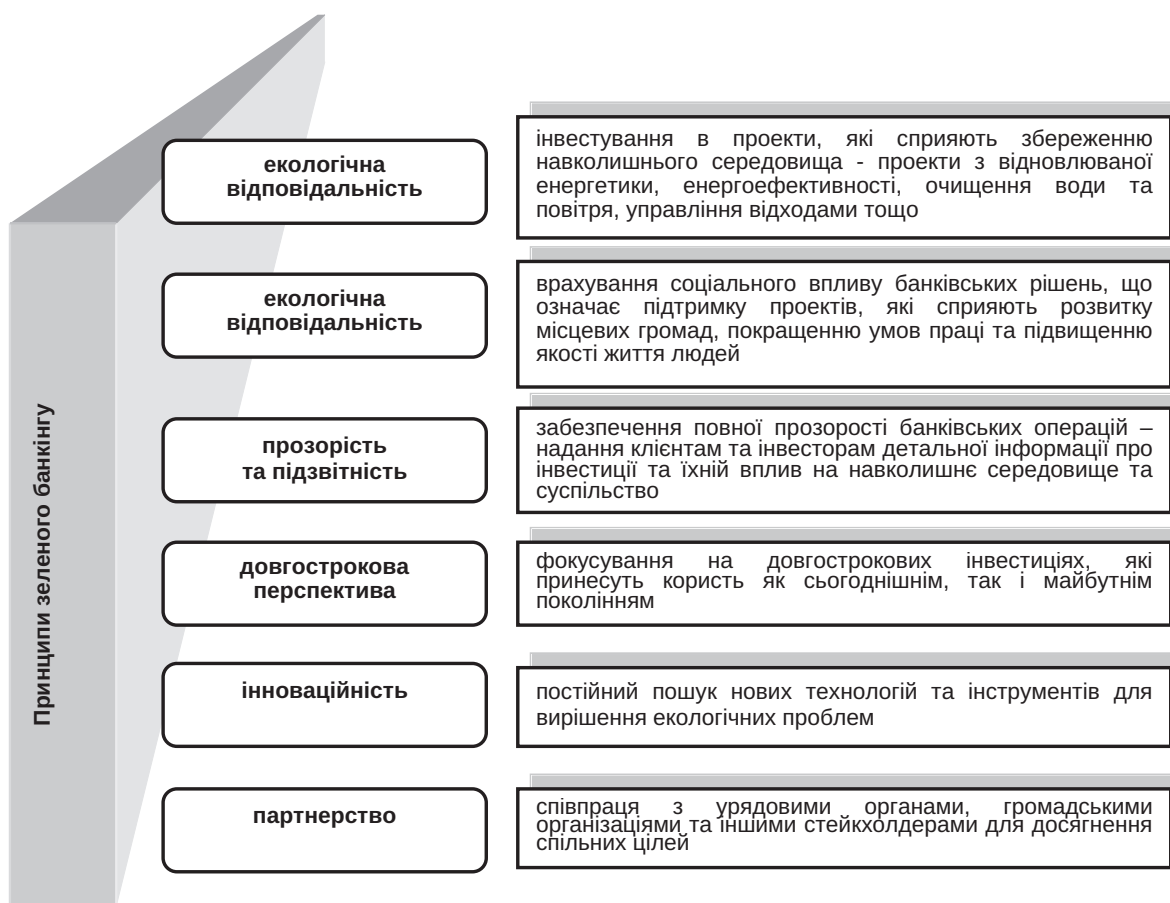 Принципи зеленого банкінгу
екологічна
відповідальність
інвестування в проекти, які сприяють збереженню
навколишнього середовища - проекти з відновлюваної
енергетики, енергоефективності, очищення води та
повітря, управління відходами тощо
екологічна
відповідальність
врахування соціального впливу банківських рішень, що
означає підтримку проектів, які сприяють розвитку
місцевих громад, покращенню умов праці та підвищенню
якості життя людей
прозорість
та підзвітність
забезпечення повної прозорості банківських операцій –
надання клієнтам та інвесторам детальної інформації про
інвестиції та їхній вплив на навколишнє середовище та
суспільство
довгострокова
перспектива
фокусування на довгострокових інвестиціях, які
принесуть користь як сьогоднішнім, так і майбутнім
поколінням
інноваційність
постійний пошук нових технологій та інструментів для
вирішення екологічних проблем
партнерство
співпраця з урядовими органами, громадськими
організаціями та іншими стейкхолдерами для досягнення
спільних цілей